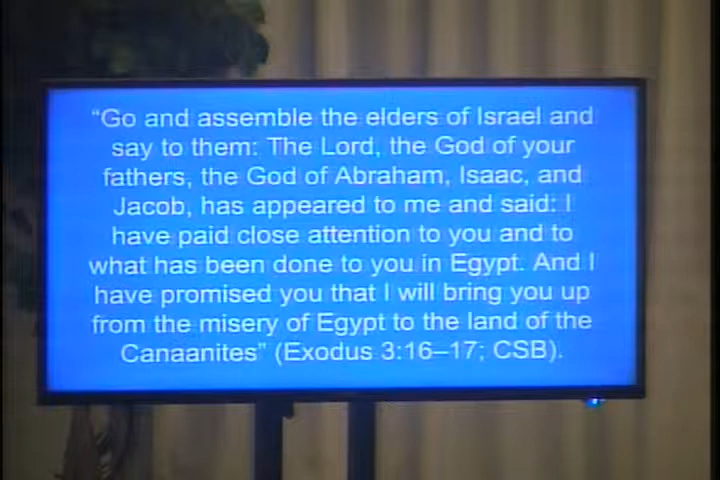 “Go and assemble the elders of Israel and
say to them: The Lord, the God of your
fathers, the God of Abraham, Isaac, and
Jacob, has appeared to me and said: I
have paid close attention to you and to
what has been done to you in Egypt. And I
have promised you that I will bring you up
from the misery of Egypt to the land of the
Canaanites” (Exodus 3:16–17; CSB).